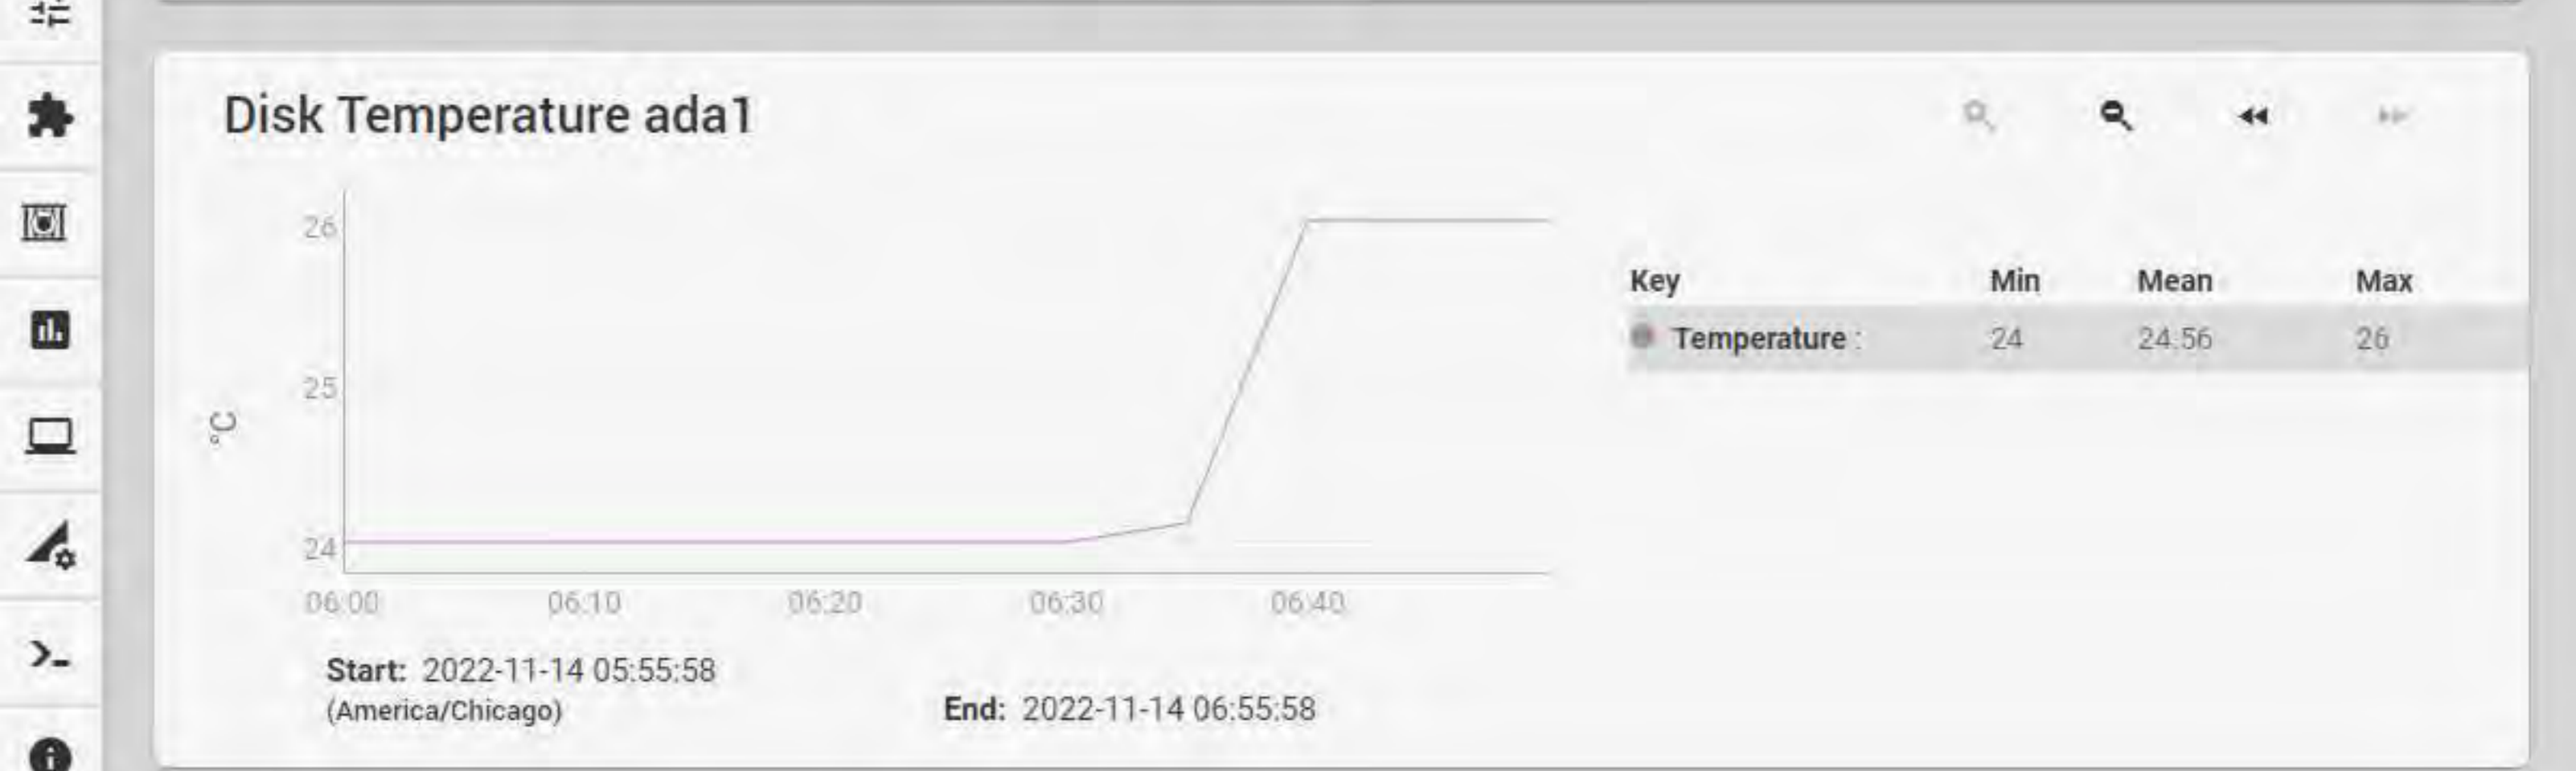 Disk Temperature ada1
26
25
24
°C
06:00 06:10 06:20 06:30 06:40
Key Min Mean Max
Temperature : 24 24.56 26
Start: 2022-11-14 05:55:58
(America/Chicago)
End: 2022-11-14 06:55:58